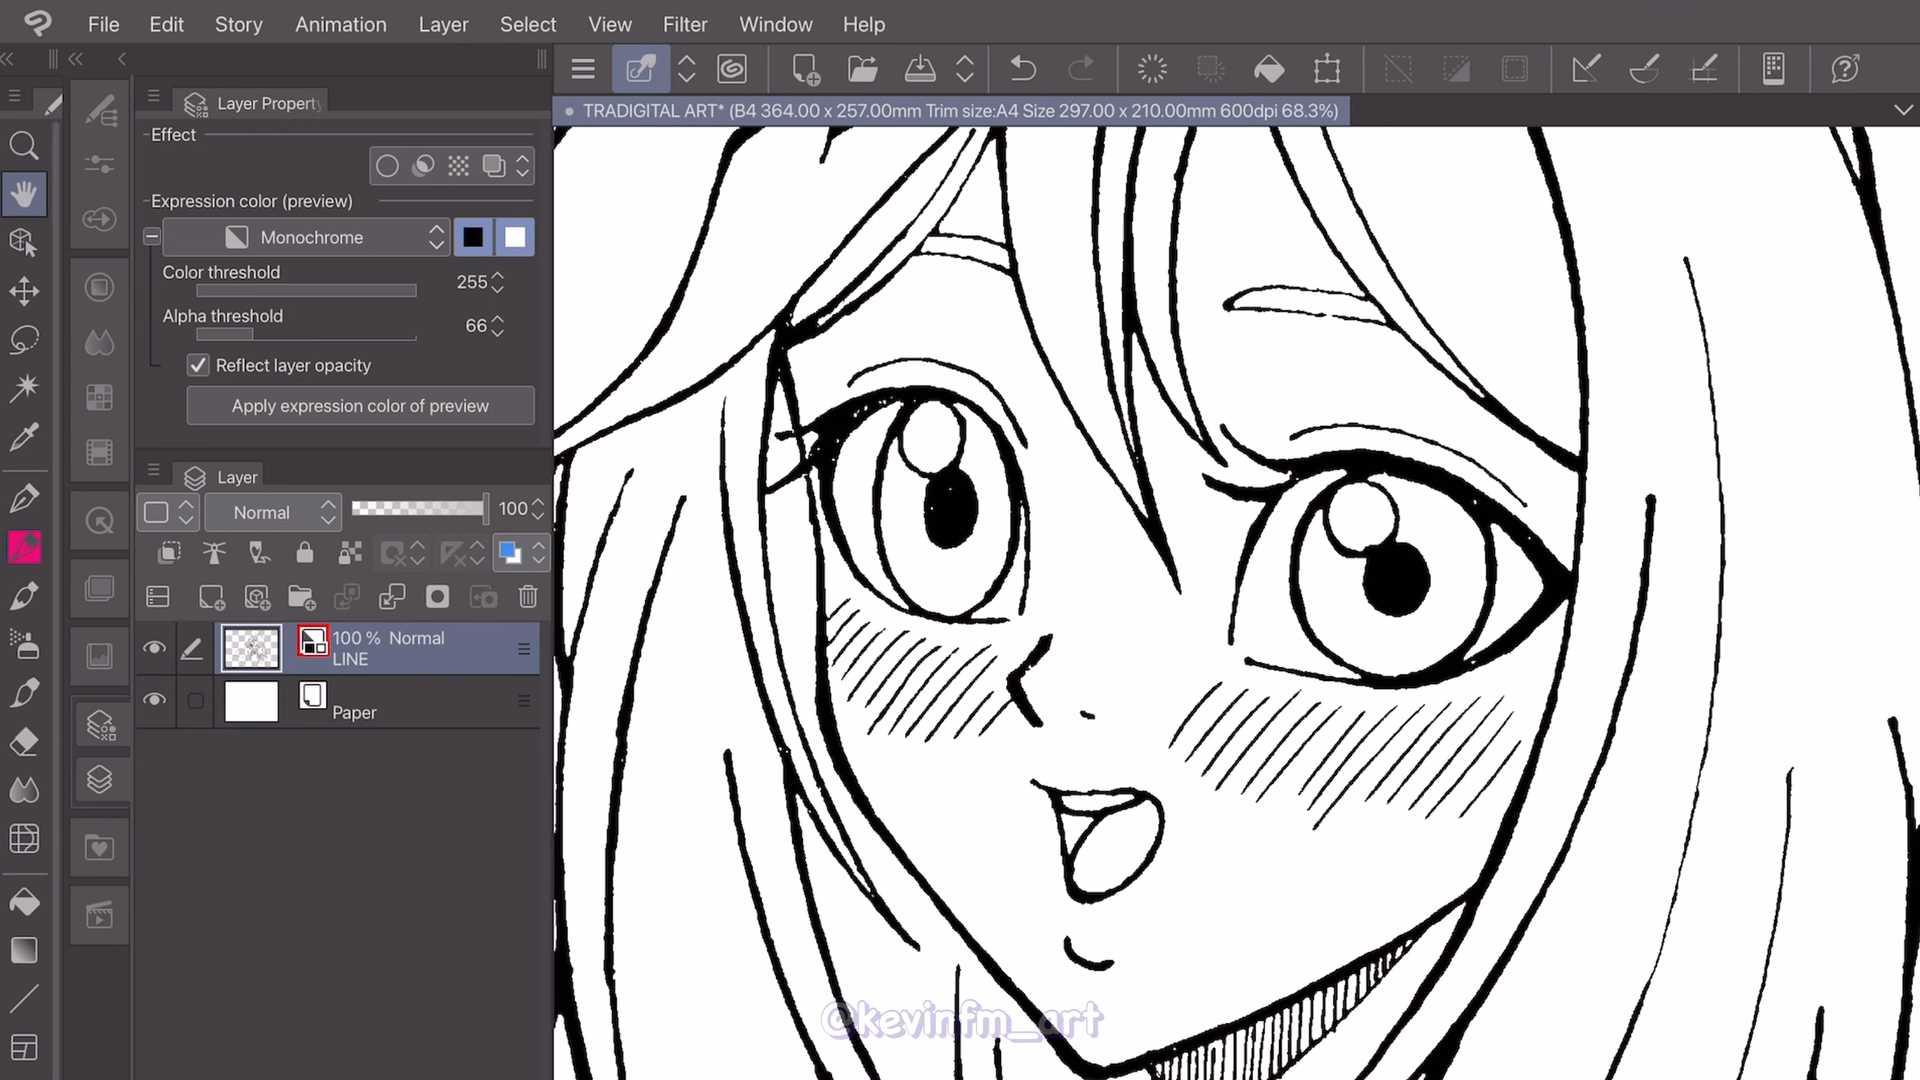 File Edit Story Animation Layer Select View Filter Window Help
TRADIGITAL ART* (B4 364.00 x 257.00mm Trim size:A4 Size 297.00 x 210.00mm 600dpi 68.3%)
Layer Property
Effect
Expression color (preview)
Monochrome
Color threshold
255
Alpha threshold
66
Reflect layer opacity
Apply expression color of preview
Layer
Normal 100
100 % Normal
LINE
Paper
@kevinfm_art